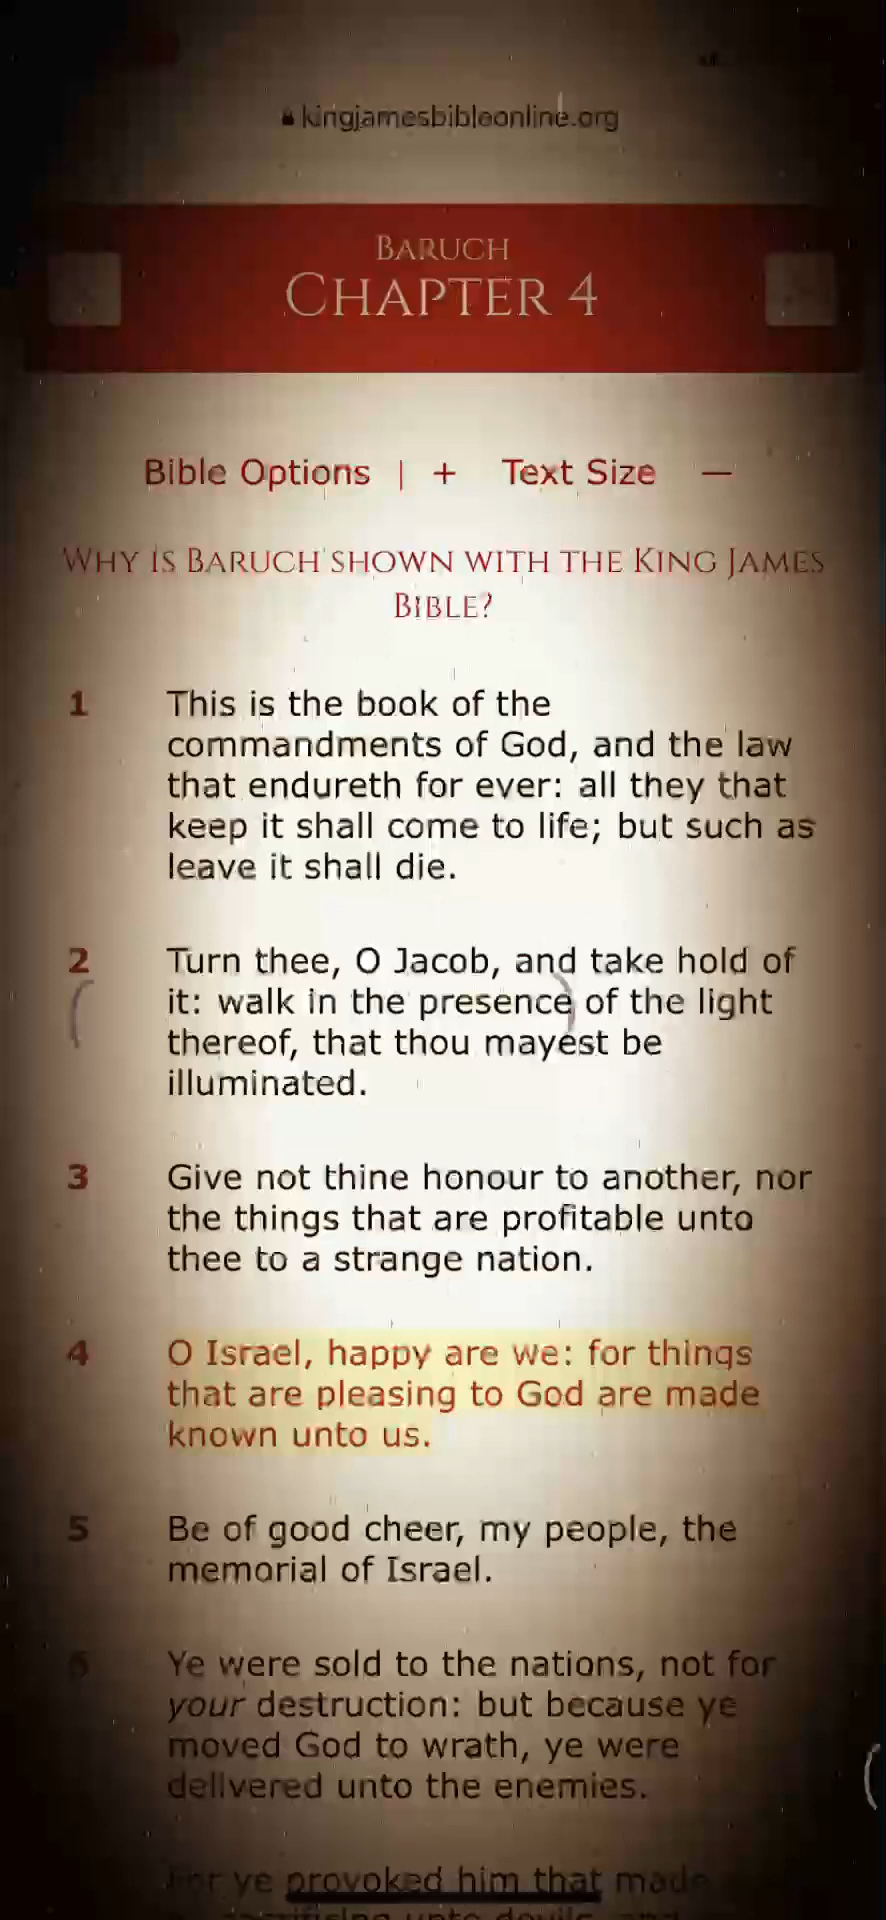 kingjamesbibleonline.org
BARUCH
CHAPTER 4
Bible Options | + Text Size —
WHY IS BARUCH SHOWN WITH THE KING JAMES
BIBLE?
1 This is the book of the
commandments of God, and the law
that endureth for ever: all they that
keep it shall come to life; but such as
leave it shall die.
2 Turn thee, O Jacob, and take hold of
it: walk in the presence of the light
thereof, that thou mayest be
illuminated.
3 Give not thine honour to another, nor
the things that are profitable unto
thee to a strange nation.
4 O Israel, happy are we: for things
that are pleasing to God are made
known unto us.
5 Be of good cheer, my people, the
memorial of Israel.
6 Ye were sold to the nations, not for
your destruction: but because ye
moved God to wrath, ye were
delivered unto the enemies.
For ye provoked him that made
sacrificing unto devils, and